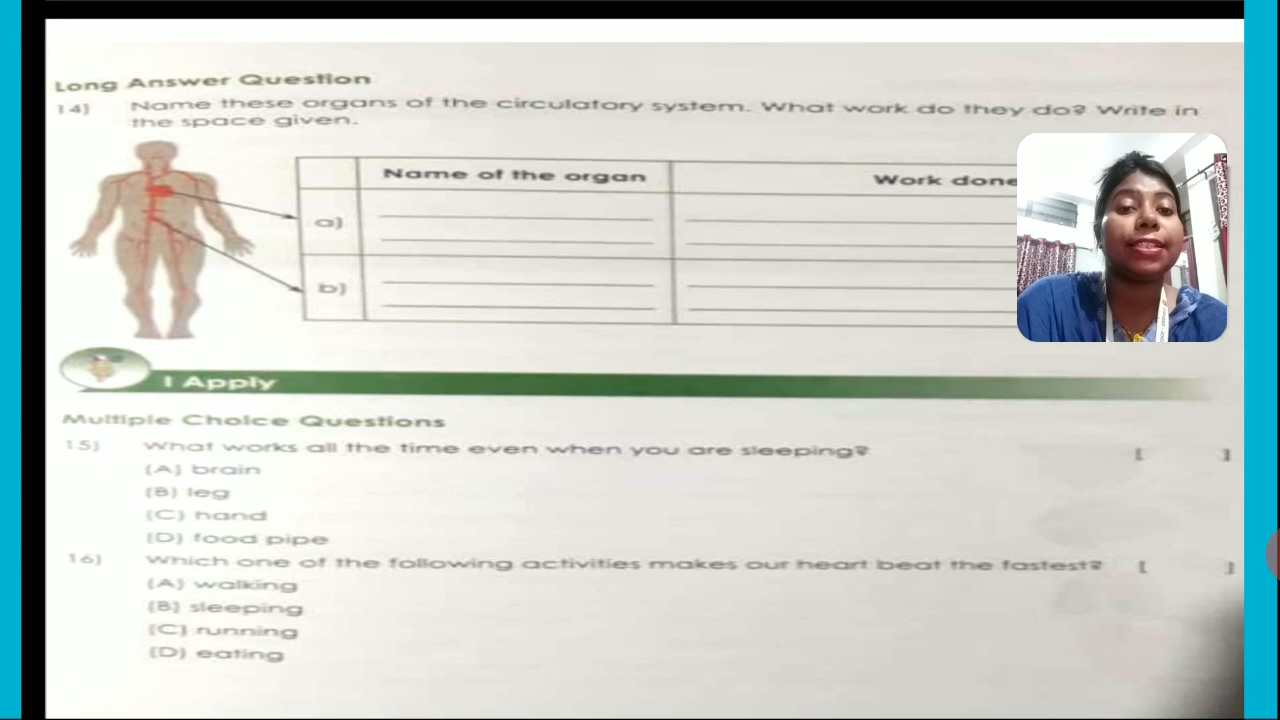 Long Answer Question
14) Name these organs of the circulatory system. What work do they do? Write in
the space given.
Name of the organ Work done
a)
b)
I Apply
Multiple Choice Questions
15) What works all the time even when you are sleeping? [ ]
(A) brain
(B) leg
(C) hand
(D) food pipe
16) Which one of the following activities makes our heart beat the fastest? [ ]
(A) walking
(B) sleeping
(C) running
(D) eating